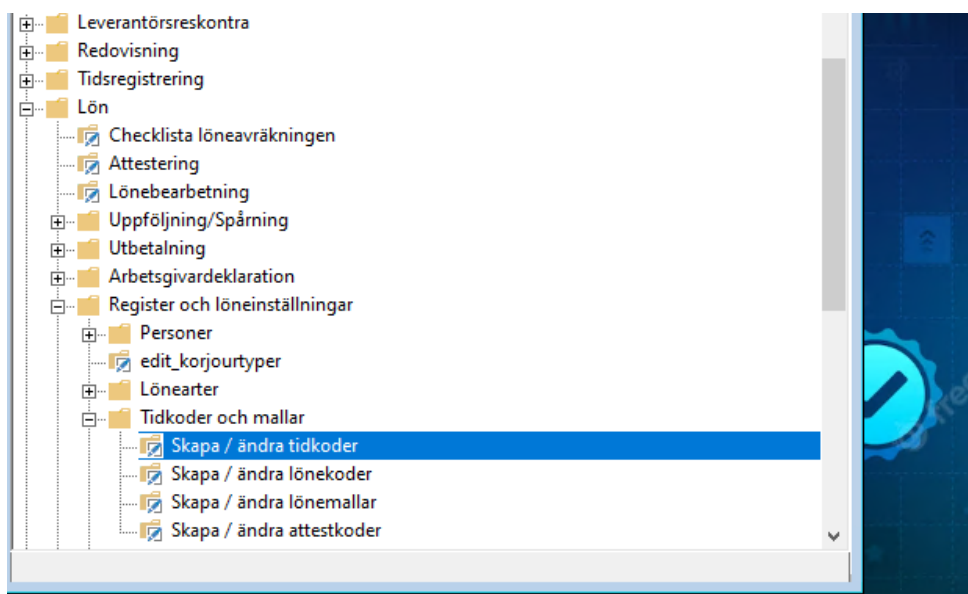 Leverantörsreskontra
Redovisning
Tidsregistrering
Lön
Checklista löneavräkningen
Attestering
Lönebearbetning
Uppföljning/Spårning
Utbetalning
Arbetsgivardeklaration
Register och löneinställningar
Personer
edit_korjourtyper
Lönearter
Tidkoder och mallar
Skapa / ändra tidkoder
Skapa / ändra lönekoder
Skapa / ändra lönemallar
Skapa / ändra attestkoder